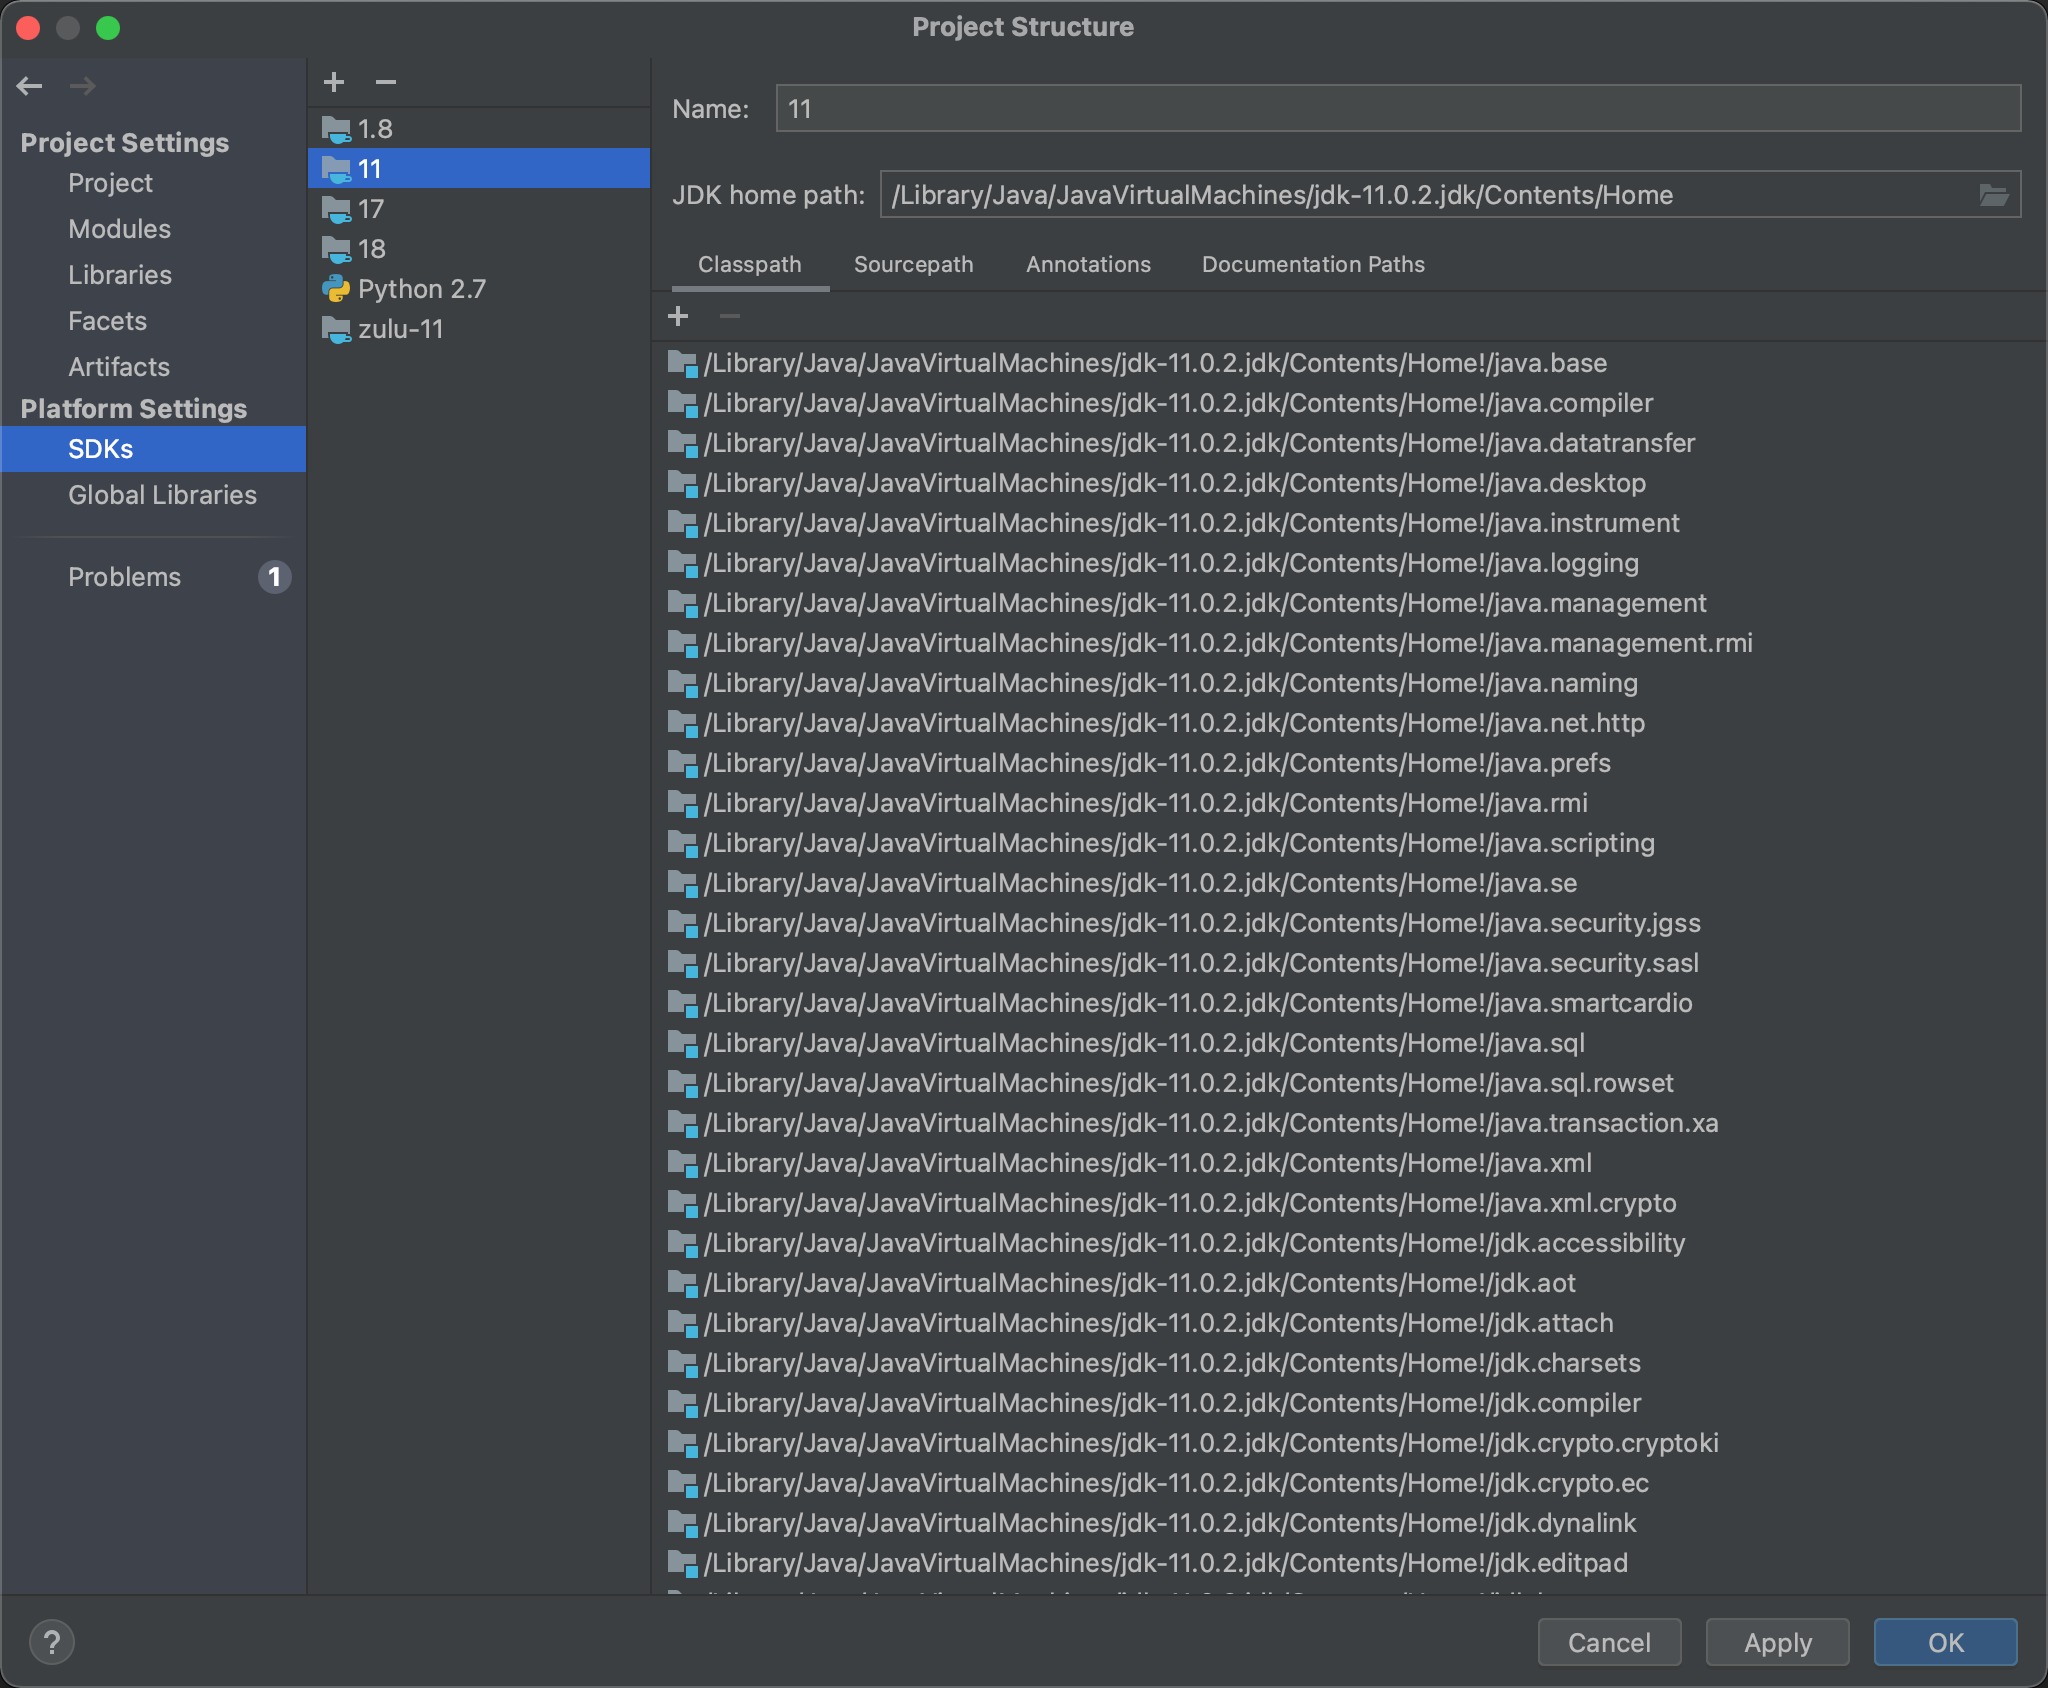 Project Structure
Project Settings
Project
Modules
Libraries
Facets
Artifacts
Platform Settings
SDKs
Global Libraries
Problems 1
1.8
11
17
18
Python 2.7
zulu-11
Name: 11
JDK home path: /Library/Java/JavaVirtualMachines/jdk-11.0.2.jdk/Contents/Home
Classpath Sourcepath Annotations Documentation Paths
/Library/Java/JavaVirtualMachines/jdk-11.0.2.jdk/Contents/Home!/java.base
/Library/Java/JavaVirtualMachines/jdk-11.0.2.jdk/Contents/Home!/java.compiler
/Library/Java/JavaVirtualMachines/jdk-11.0.2.jdk/Contents/Home!/java.datatransfer
/Library/Java/JavaVirtualMachines/jdk-11.0.2.jdk/Contents/Home!/java.desktop
/Library/Java/JavaVirtualMachines/jdk-11.0.2.jdk/Contents/Home!/java.instrument
/Library/Java/JavaVirtualMachines/jdk-11.0.2.jdk/Contents/Home!/java.logging
/Library/Java/JavaVirtualMachines/jdk-11.0.2.jdk/Contents/Home!/java.management
/Library/Java/JavaVirtualMachines/jdk-11.0.2.jdk/Contents/Home!/java.management.rmi
/Library/Java/JavaVirtualMachines/jdk-11.0.2.jdk/Contents/Home!/java.naming
/Library/Java/JavaVirtualMachines/jdk-11.0.2.jdk/Contents/Home!/java.net.http
/Library/Java/JavaVirtualMachines/jdk-11.0.2.jdk/Contents/Home!/java.prefs
/Library/Java/JavaVirtualMachines/jdk-11.0.2.jdk/Contents/Home!/java.rmi
/Library/Java/JavaVirtualMachines/jdk-11.0.2.jdk/Contents/Home!/java.scripting
/Library/Java/JavaVirtualMachines/jdk-11.0.2.jdk/Contents/Home!/java.se
/Library/Java/JavaVirtualMachines/jdk-11.0.2.jdk/Contents/Home!/java.security.jgss
/Library/Java/JavaVirtualMachines/jdk-11.0.2.jdk/Contents/Home!/java.security.sasl
/Library/Java/JavaVirtualMachines/jdk-11.0.2.jdk/Contents/Home!/java.smartcardio
/Library/Java/JavaVirtualMachines/jdk-11.0.2.jdk/Contents/Home!/java.sql
/Library/Java/JavaVirtualMachines/jdk-11.0.2.jdk/Contents/Home!/java.sql.rowset
/Library/Java/JavaVirtualMachines/jdk-11.0.2.jdk/Contents/Home!/java.transaction.xa
/Library/Java/JavaVirtualMachines/jdk-11.0.2.jdk/Contents/Home!/java.xml
/Library/Java/JavaVirtualMachines/jdk-11.0.2.jdk/Contents/Home!/java.xml.crypto
/Library/Java/JavaVirtualMachines/jdk-11.0.2.jdk/Contents/Home!/jdk.accessibility
/Library/Java/JavaVirtualMachines/jdk-11.0.2.jdk/Contents/Home!/jdk.aot
/Library/Java/JavaVirtualMachines/jdk-11.0.2.jdk/Contents/Home!/jdk.attach
/Library/Java/JavaVirtualMachines/jdk-11.0.2.jdk/Contents/Home!/jdk.charsets
/Library/Java/JavaVirtualMachines/jdk-11.0.2.jdk/Contents/Home!/jdk.compiler
/Library/Java/JavaVirtualMachines/jdk-11.0.2.jdk/Contents/Home!/jdk.crypto.cryptoki
/Library/Java/JavaVirtualMachines/jdk-11.0.2.jdk/Contents/Home!/jdk.crypto.ec
/Library/Java/JavaVirtualMachines/jdk-11.0.2.jdk/Contents/Home!/jdk.dynalink
/Library/Java/JavaVirtualMachines/jdk-11.0.2.jdk/Contents/Home!/jdk.editpad
? Cancel Apply OK